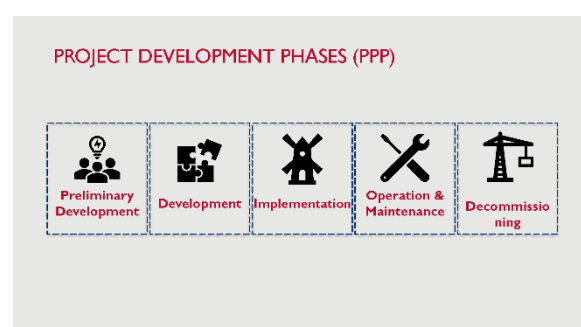 PROJECT DEVELOPMENT PHASES (PPP)
Preliminary
Development
Development
Implementation
Operation &
Maintenance
Decommissio
ning